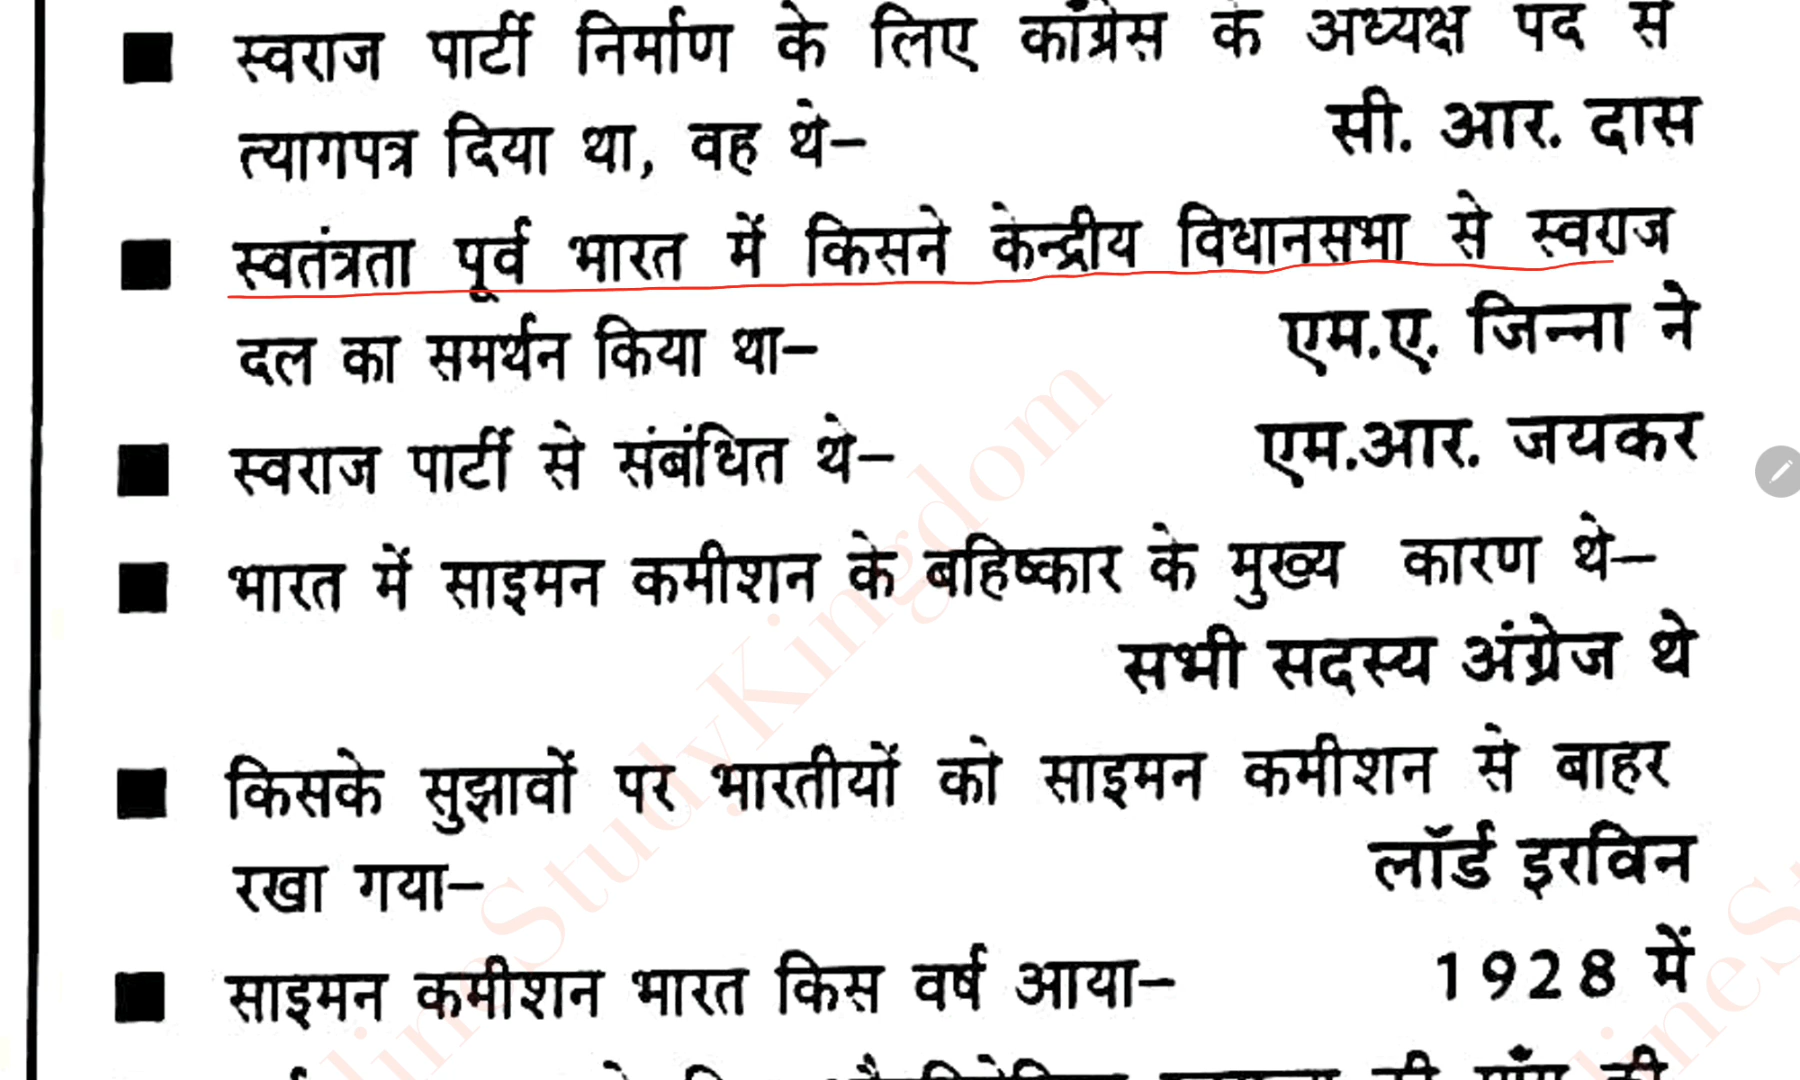 ■ स्वराज पार्टी निर्माण के लिए कांग्रेस के अध्यक्ष पद से
त्यागपत्र दिया था, वह थे– सी. आर. दास
■ स्वतंत्रता पूर्व भारत में किसने केन्द्रीय विधानसभा से स्वराज
दल का समर्थन किया था– एम.ए. जिन्ना ने
■ स्वराज पार्टी से संबंधित थे– एम.आर. जयकर
■ भारत में साइमन कमीशन के बहिष्कार के मुख्य कारण थे–
सभी सदस्य अंग्रेज थे
■ किसके सुझावों पर भारतीयों को साइमन कमीशन से बाहर
रखा गया– लॉर्ड इरविन
■ साइमन कमीशन भारत किस वर्ष आया– 1928 में
lineStudyKingdom